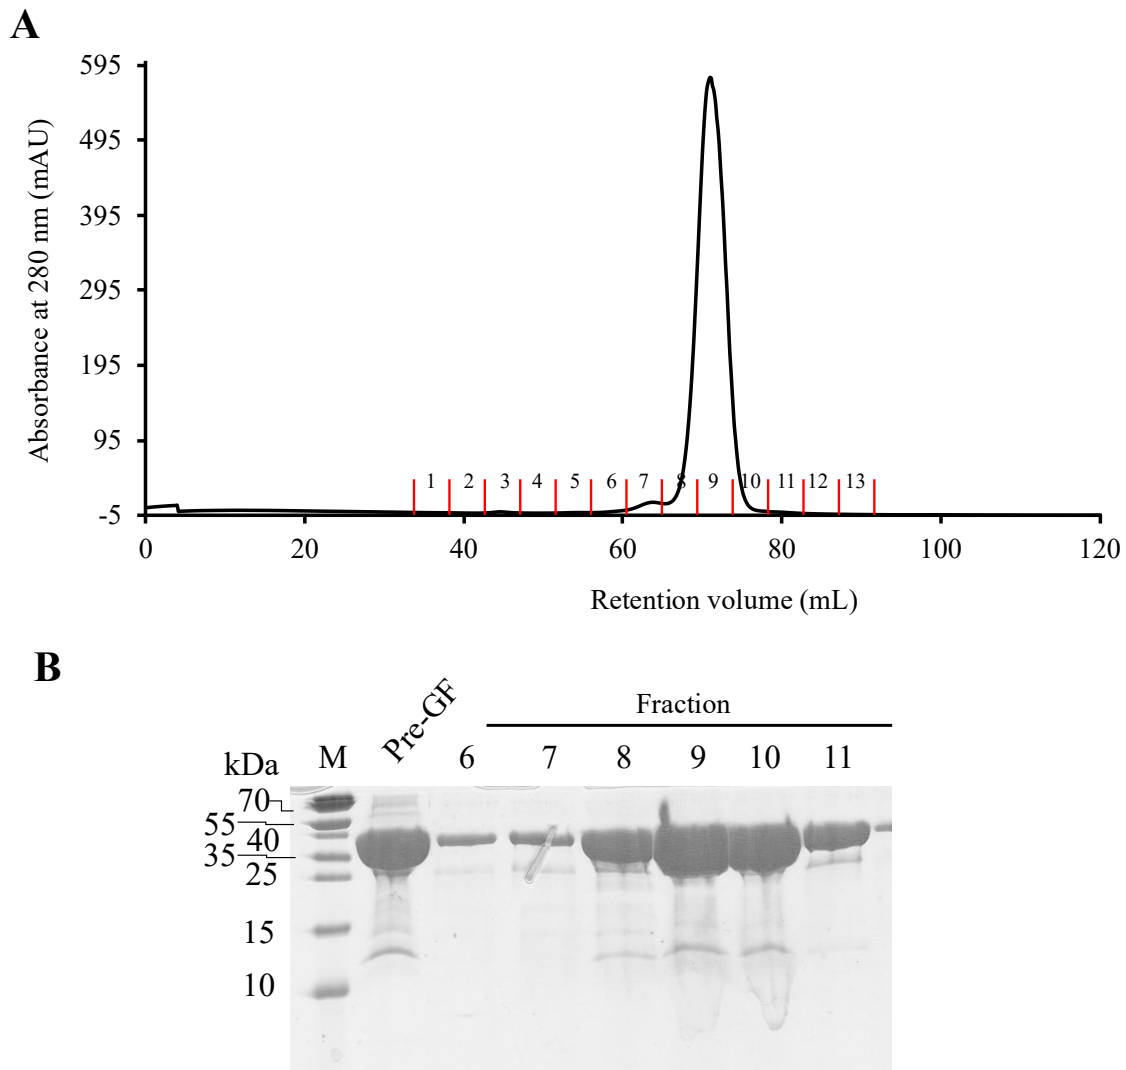 A
595
495
395
295
195
95
-5
Absorbance at 280 nm (mAU)
1 2 3 4 5 6 7 8 9 10 11 12 13
0 20 40 60 80 100 120
Retention volume (mL)
B
Pre-GF
Fraction
kDa M 6 7 8 9 10 11
70
55
40
35
25
15
10